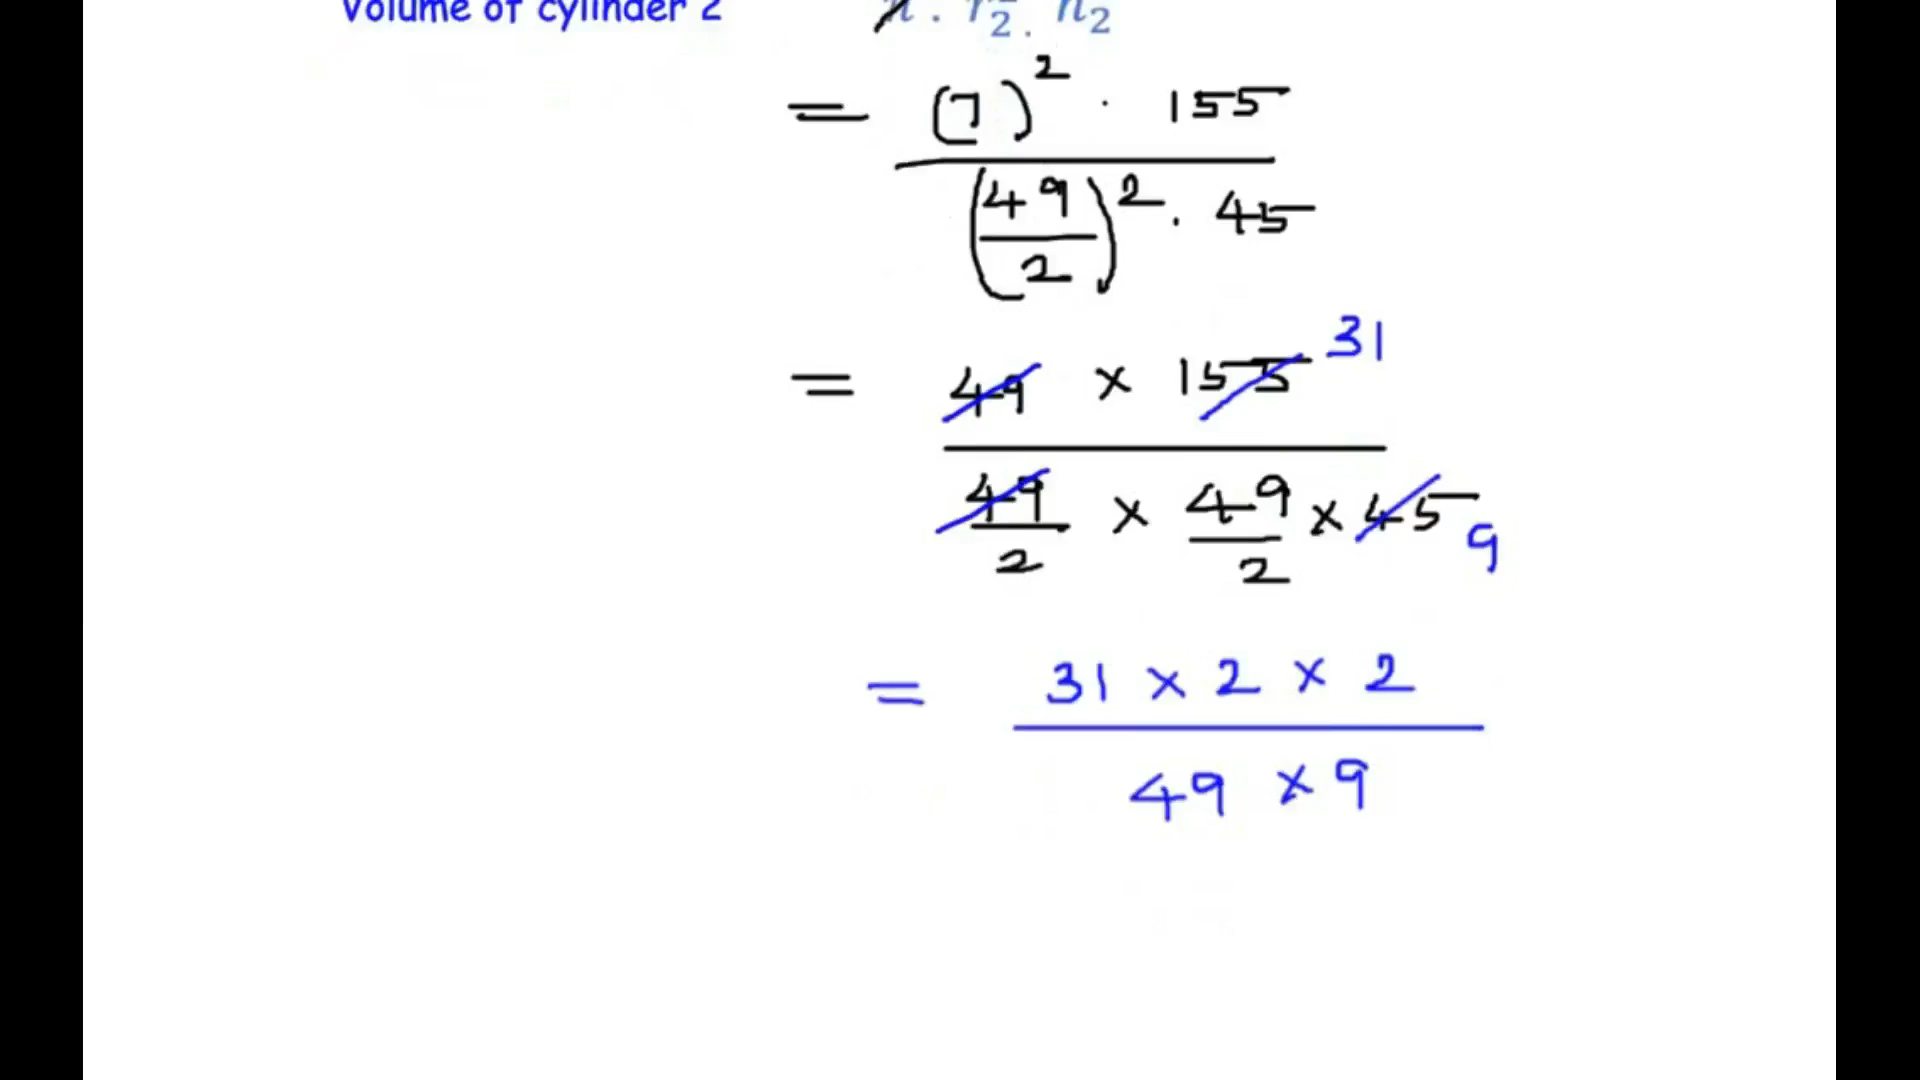 Volume of cylinder 2 π . r₂² . h₂
= (7)² . 155
(49/2)² . 45
= 49 × 155 31
49/2 × 49/2 × 45 9
= 31 × 2 × 2
49 × 9